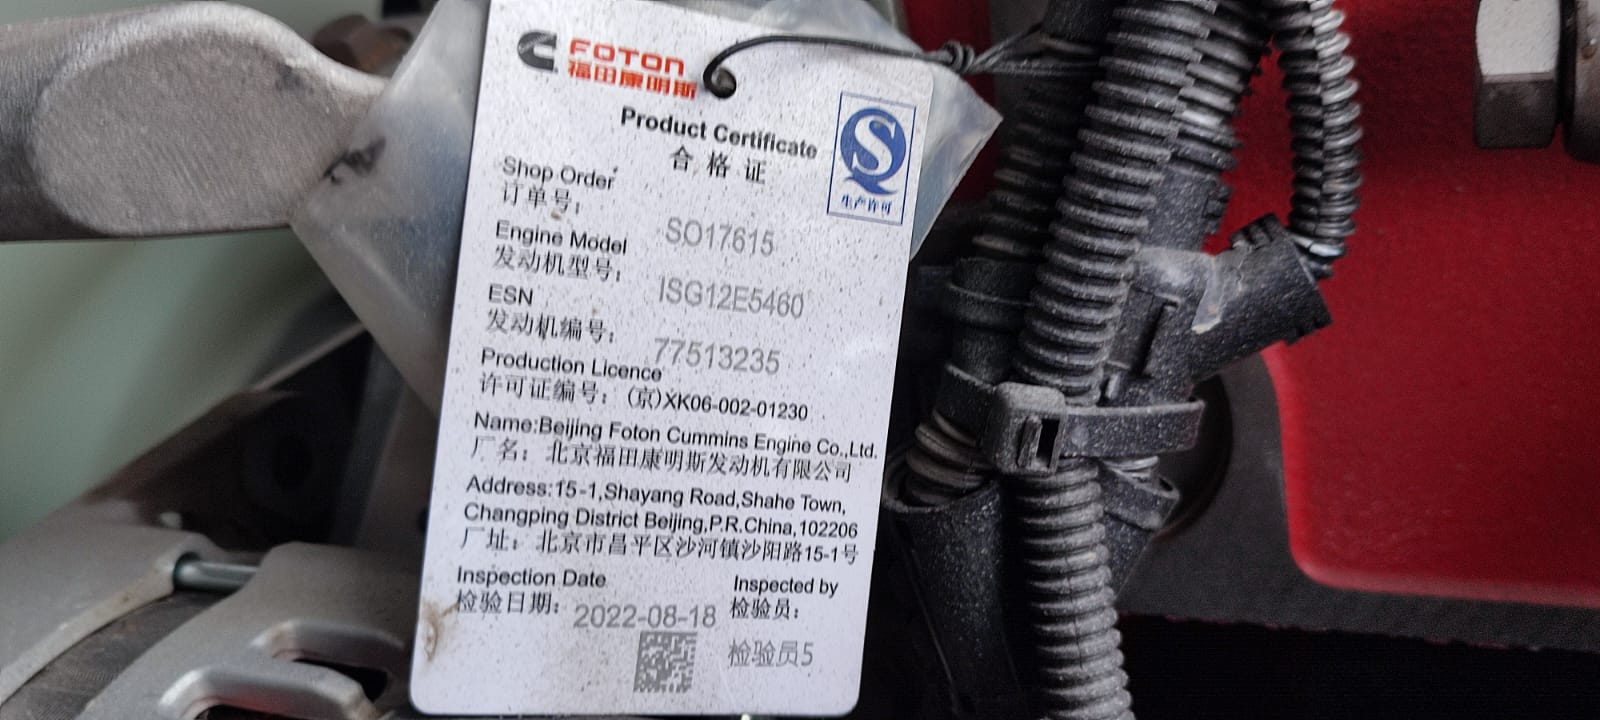 FOTON
福田康明斯
Product Certificate
合格证
生产许可
Shop Order
订单号: SO17615
Engine Model
发动机型号: ISG12E5460
ESN
发动机编号: 77513235
Production Licence
许可证编号: (京)XK06-002-01230
Name:Beijing Foton Cummins Engine Co.,Ltd.
厂名: 北京福田康明斯发动机有限公司
Address:15-1,Shayang Road,Shahe Town,
Changping District Beijing,P.R.China,102206
厂址: 北京市昌平区沙河镇沙阳路15-1号
Inspection Date Inspected by
检验日期: 2022-08-18 检验员:
检验员5